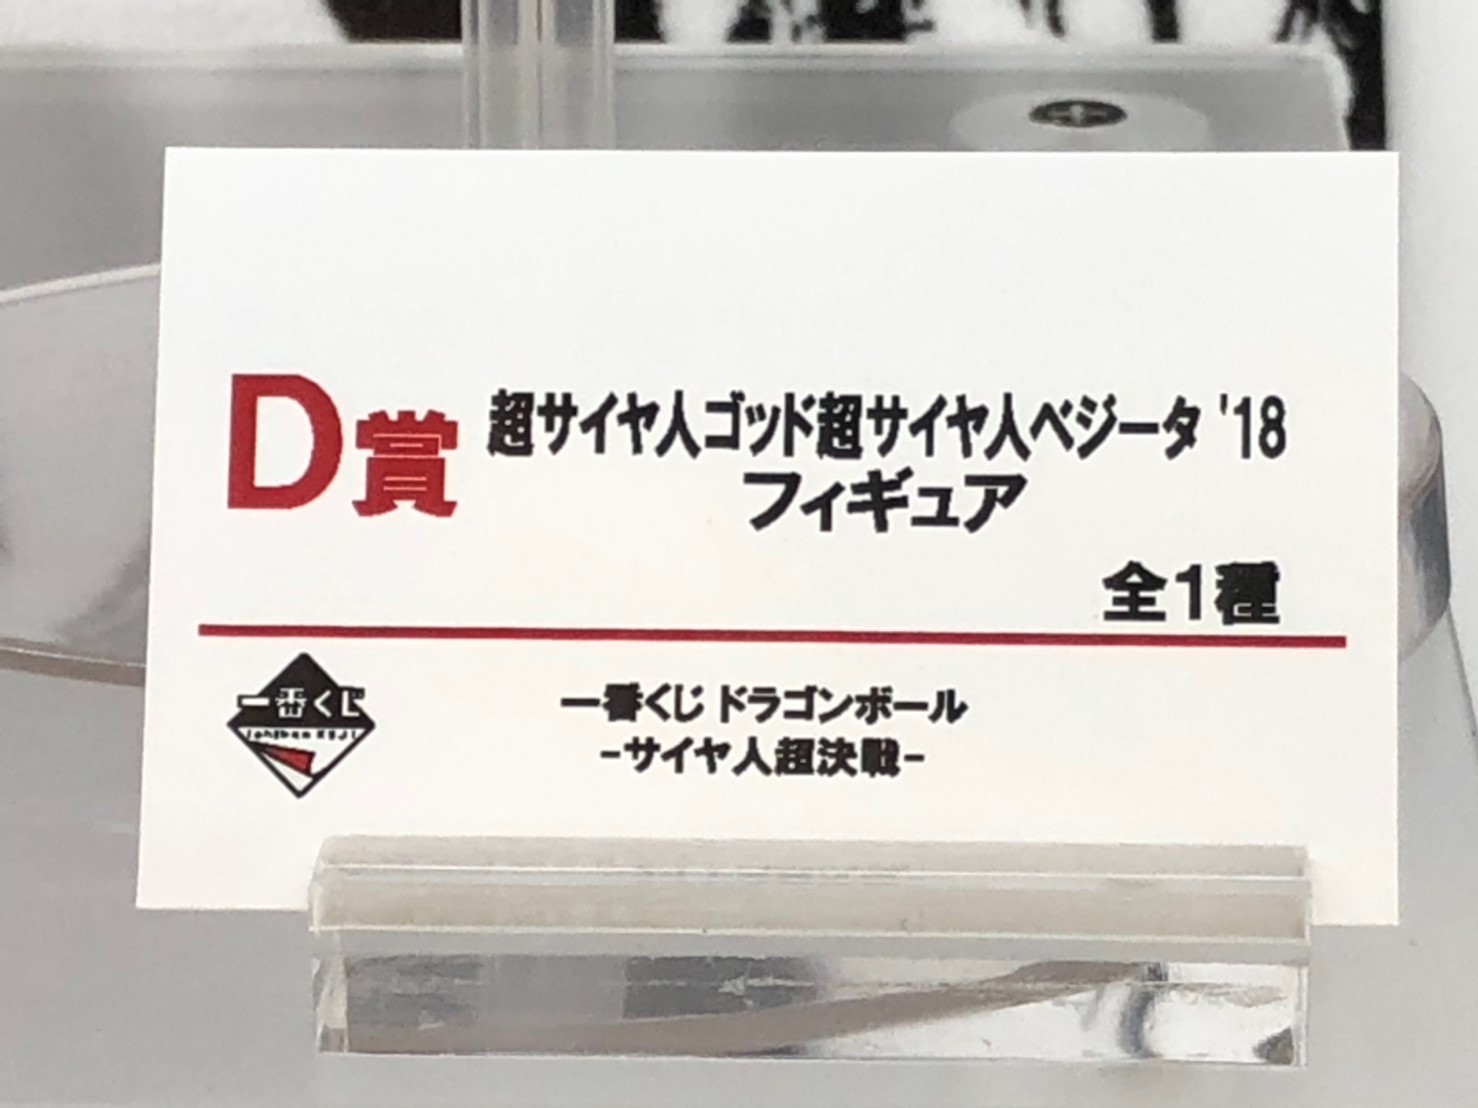 D賞 超サイヤ人ゴッド超サイヤ人ベジータ '18
フィギュア
全1種
一番くじ
ichiban KUJI
一番くじ ドラゴンボール
-サイヤ人超決戦-